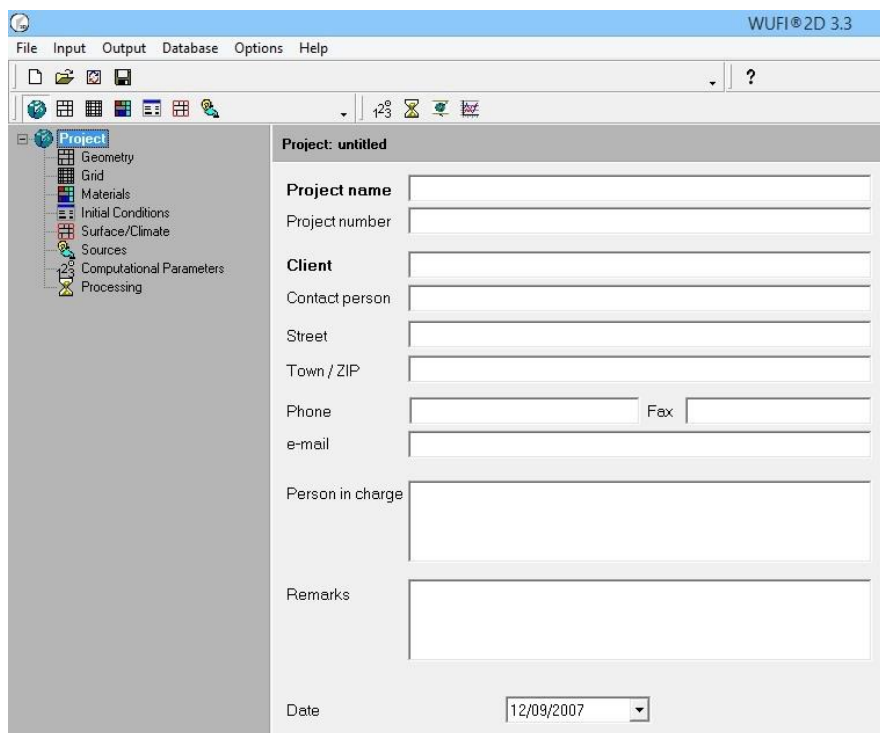 WUFI®2D 3.3
File Input Output Database Options Help
?
Project
Geometry
Grid
Materials
Initial Conditions
Surface/Climate
Sources
Computational Parameters
Processing
Project: untitled
Project name
Project number
Client
Contact person
Street
Town / ZIP
Phone Fax
e-mail
Person in charge
Remarks
Date 12/09/2007